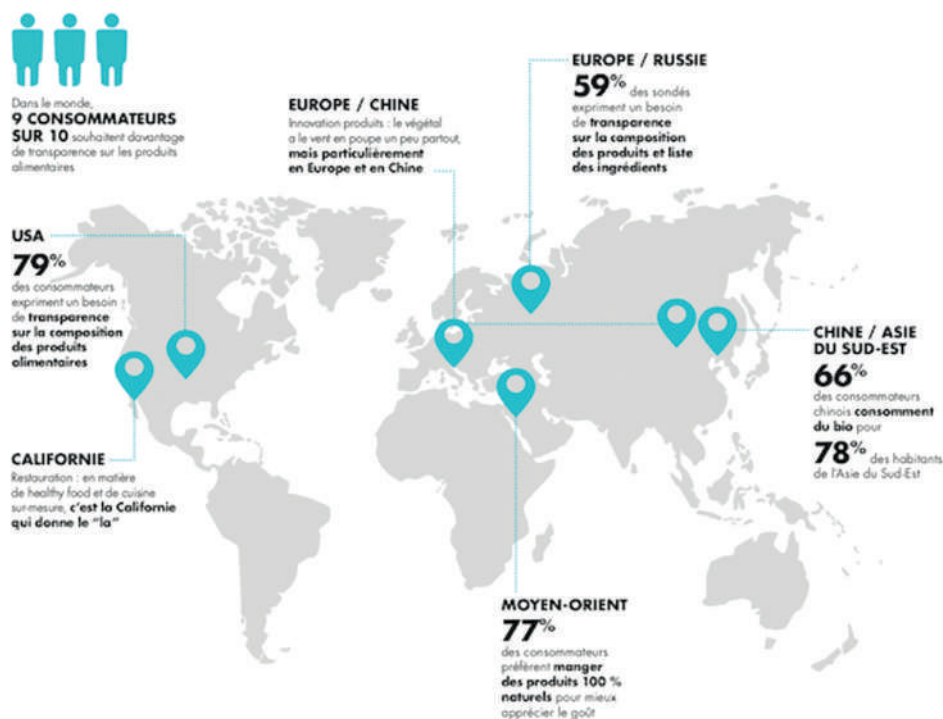 Dans le monde,
9 CONSOMMATEURS
SUR 10 souhaitent davantage
de transparence sur les produits
alimentaires
EUROPE / CHINE
Innovation produits : le végétal
a le vent en poupe un peu partout,
mais particulièrement
en Europe et en Chine
EUROPE / RUSSIE
59% des sondés
expriment un besoin
de transparence
sur la composition
des produits et liste
des ingrédients
USA
79%
des consommateurs
expriment un besoin
de transparence
sur la composition
des produits
alimentaires
CALIFORNIE
Restauration : en matière
de healthy food et de cuisine
sur-mesure, c'est la Californie
qui donne le "la"
CHINE / ASIE
DU SUD-EST
66%
des consommateurs
chinois consomment
du bio pour
78% des habitants
de l'Asie du Sud-Est
MOYEN-ORIENT
77%
des consommateurs
préfèrent manger
des produits 100 %
naturels pour mieux
apprécier le goût